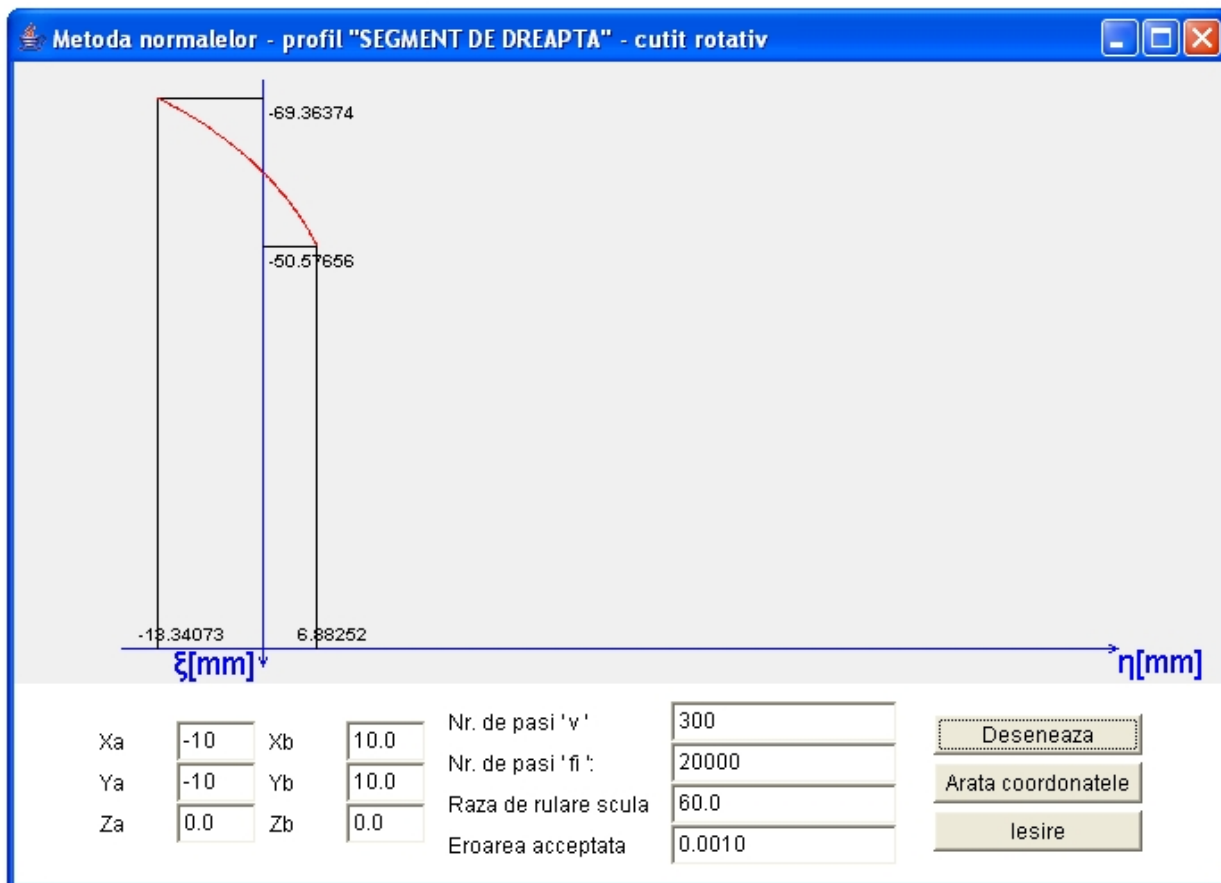 Metoda normalelor - profil "SEGMENT DE DREAPTA" - cutit rotativ
-69.36374
-50.57656
-13.34073
6.88252
ξ[mm]
η[mm]
Xa -10 Xb 10.0
Ya -10 Yb 10.0
Za 0.0 Zb 0.0
Nr. de pasi 'v' 300
Nr. de pasi 'fi': 20000
Raza de rulare scula 60.0
Eroarea acceptata 0.0010
Deseneaza
Arata coordonatele
Iesire